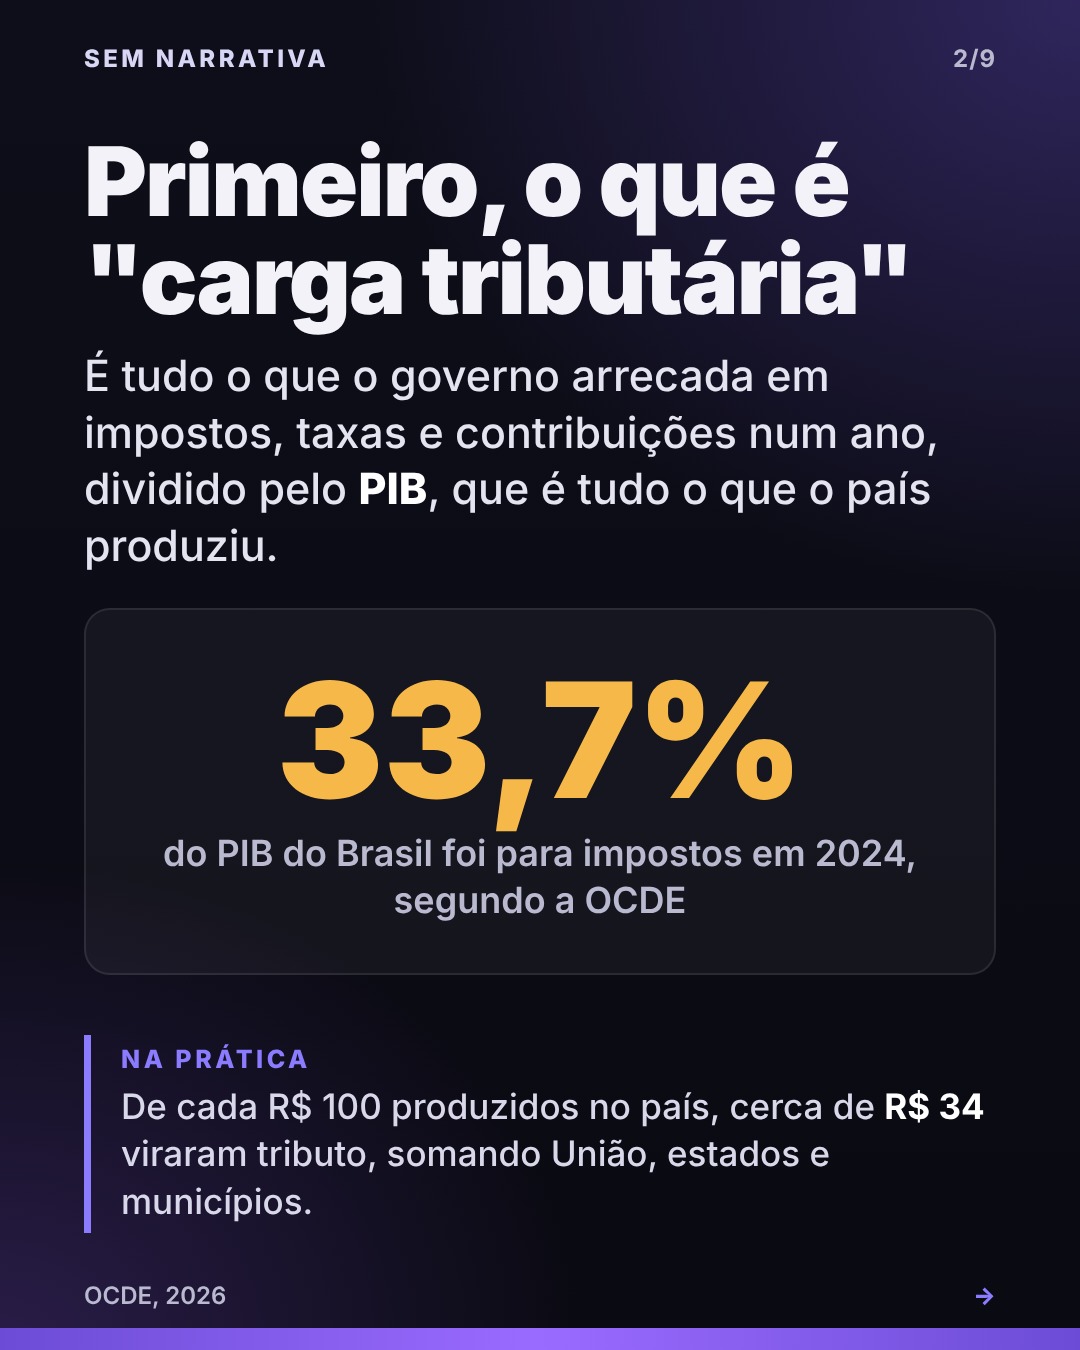 SEM NARRATIVA
2/9
Primeiro, o que é
"carga tributária"
É tudo o que o governo arrecada em
impostos, taxas e contribuições num ano,
dividido pelo PIB, que é tudo o que o país
produziu.
33,7%
do PIB do Brasil foi para impostos em 2024,
segundo a OCDE
NA PRÁTICA
De cada R$ 100 produzidos no país, cerca de R$ 34
viraram tributo, somando União, estados e
municípios.
OCDE, 2026
→